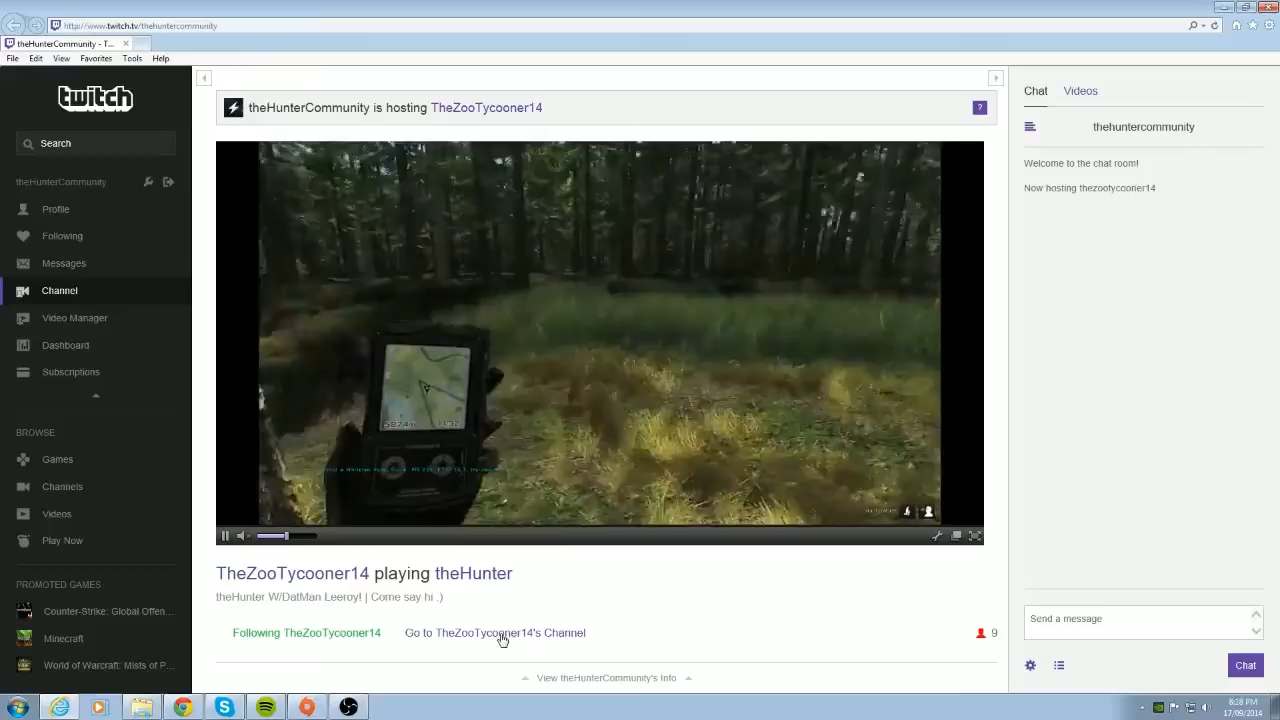 http://www.twitch.tv/thehuntercommunity
theHunterCommunity - T...
File Edit View Favorites Tools Help
twitch
Search
theHunterCommunity
Profile
Following
Messages
Channel
Video Manager
Dashboard
Subscriptions
BROWSE
Games
Channels
Videos
Play Now
PROMOTED GAMES
Counter-Strike: Global Offen...
Minecraft
World of Warcraft: Mists of P...
theHunterCommunity is hosting TheZooTycooner14
?
TheZooTycooner14 playing theHunter
theHunter W/DatMan Leeroy! | Come say hi :)
Following TheZooTycooner14 Go to TheZooTycooner14's Channel
9
View theHunterCommunity's Info
Chat Videos
thehuntercommunity
Welcome to the chat room!
Now hosting thezootycooner14
Send a message
Chat
8:18 PM
17/09/2014